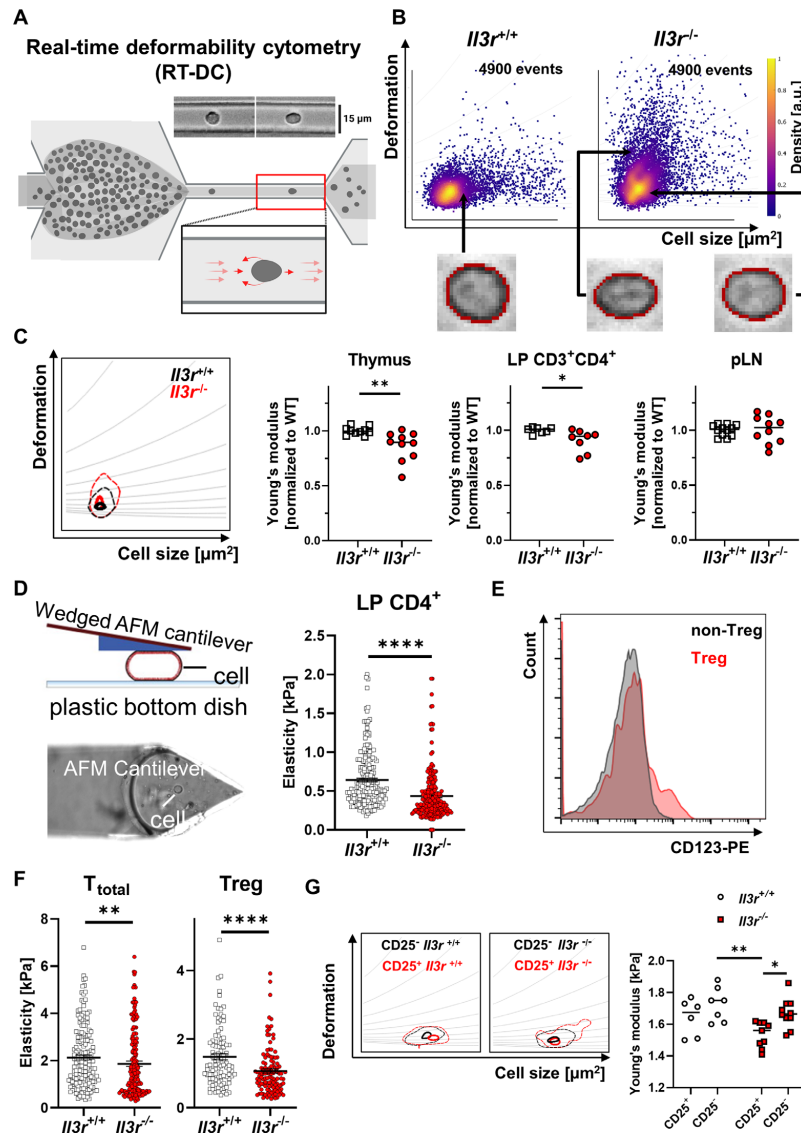 A
Real-time deformability cytometry
(RT-DC)
15 µm
B
Il3r+/+
Il3r-/-
4900 events
4900 events
Deformation
Cell size [µm2]
Density [a.u.]
0
0.2
0.4
0.6
0.8
1
C
Deformation
Il3r+/+
Il3r-/-
Cell size [µm2]
Thymus
**
Young's modulus
[normalized to WT]
1.0
0.5
0.0
Il3r+/+ Il3r-/-
LP CD3+CD4+
*
Young's modulus
[normalized to WT]
1.0
0.5
0.0
Il3r+/+ Il3r-/-
pLN
Young's modulus
[normalized to WT]
1.0
0.5
0.0
Il3r+/+ Il3r-/-
D
Wedged AFM cantilever
cell
plastic bottom dish
AFM Cantilever
cell
LP CD4+
****
Elasticity [kPa]
2.5
2.0
1.5
1.0
0.5
0.0
Il3r+/+
Il3r-/-
E
Count
non-Treg
Treg
CD123-PE
F
Ttotal
**
Elasticity [kPa]
8
6
4
2
0
Il3r+/+ Il3r-/-
Treg
****
4
2
0
Il3r+/+ Il3r-/-
G
Deformation
CD25- Il3r +/+
CD25+ Il3r +/+
CD25- Il3r -/-
CD25+ Il3r -/-
Cell size [µm2]
Il3r+/+
Il3r-/-
**
*
Young's modulus [kPa]
2.0
1.8
1.6
1.4
1.2
CD25+
CD25-
CD25+
CD25-